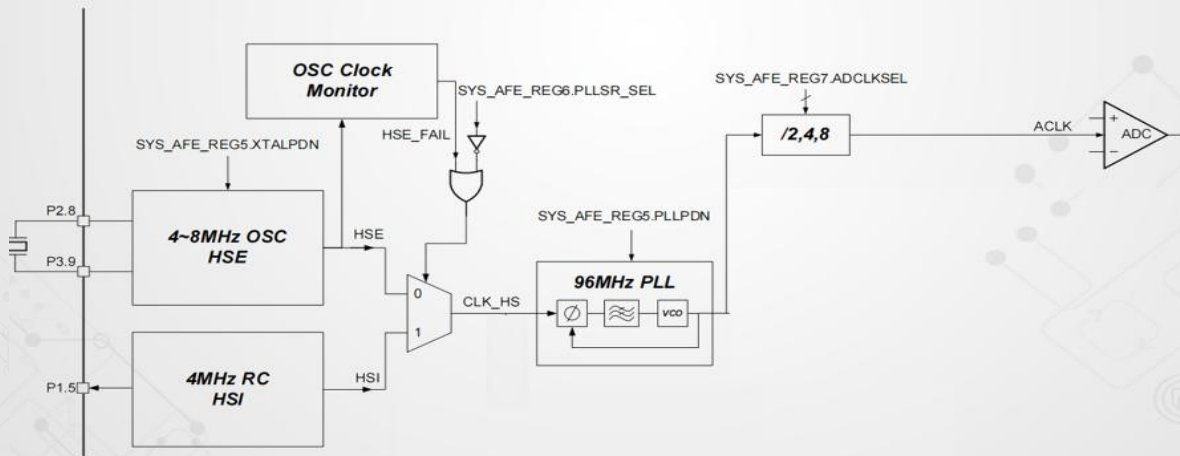 OSC Clock
Monitor
SYS_AFE_REG6.PLLSR_SEL
HSE_FAIL
SYS_AFE_REG7.ADCLKSEL
/2,4,8
ACLK
+
ADC
−
SYS_AFE_REG5.XTALPDN
P2.8
P3.9
4~8MHz OSC
HSE
HSE
0
1
CLK_HS
SYS_AFE_REG5.PLLPDN
96MHz PLL
Ø
VCO
P1.5
4MHz RC
HSI
HSI